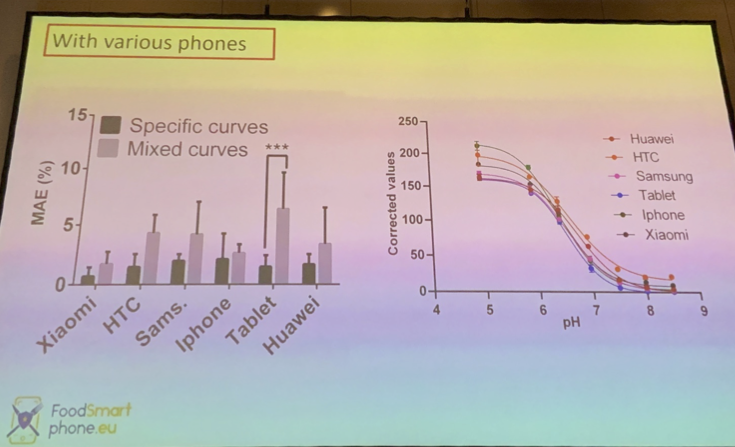 With various phones
15
10
5
0
MAE (%)
Specific curves
Mixed curves
***
Xiaomi
HTC
Sams.
Iphone
Tablet
Huawei
250
200
150
100
50
0
Corrected values
4 5 6 7 8 9
pH
Huawei
HTC
Samsung
Tablet
Iphone
Xiaomi
FoodSmart
phone.eu